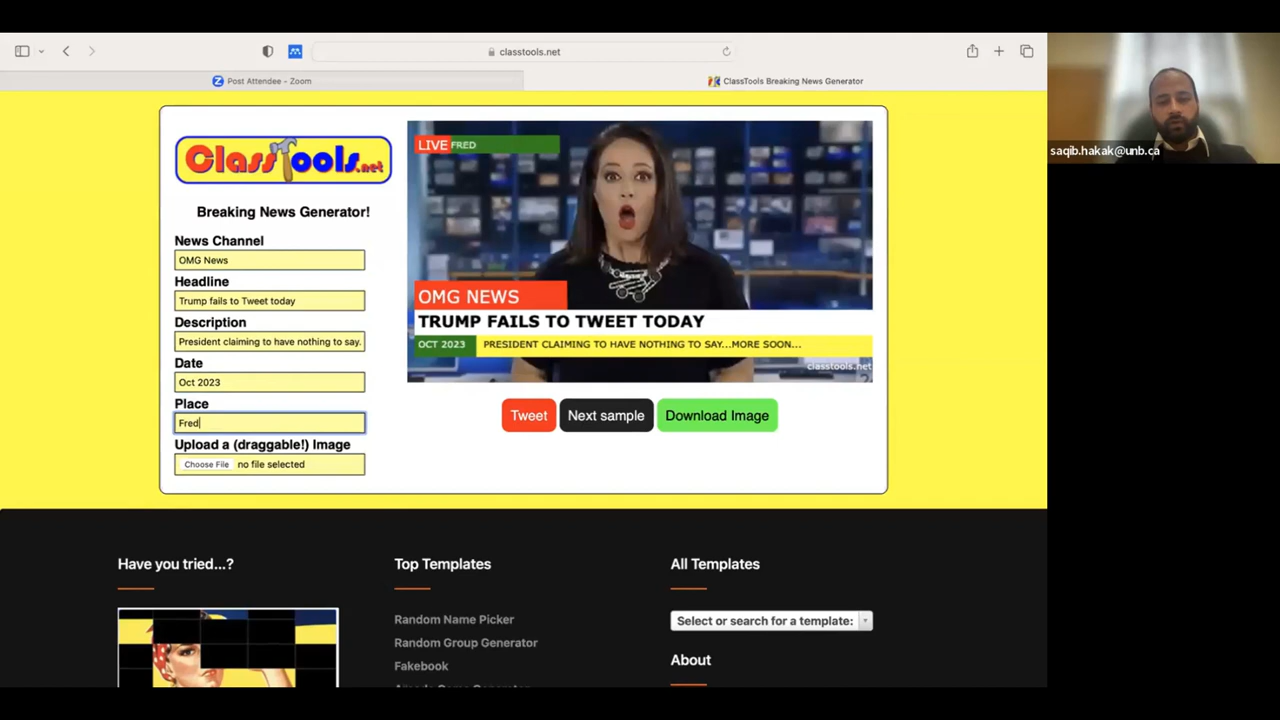 classtools.net
Post Attendee - Zoom
ClassTools Breaking News Generator
ClassTools.net
Breaking News Generator!
News Channel
OMG News
Headline
Trump fails to Tweet today
Description
President claiming to have nothing to say.
Date
Oct 2023
Place
Fred
Upload a (draggable!) Image
Choose File no file selected
LIVE FRED
OMG NEWS
TRUMP FAILS TO TWEET TODAY
OCT 2023 PRESIDENT CLAIMING TO HAVE NOTHING TO SAY...MORE SOON...
classtools.net
Tweet Next sample Download Image
saqib.hakak@unb.ca
Have you tried...?
Top Templates
Random Name Picker
Random Group Generator
Fakebook
Arcade Game Generator
All Templates
Select or search for a template:
About